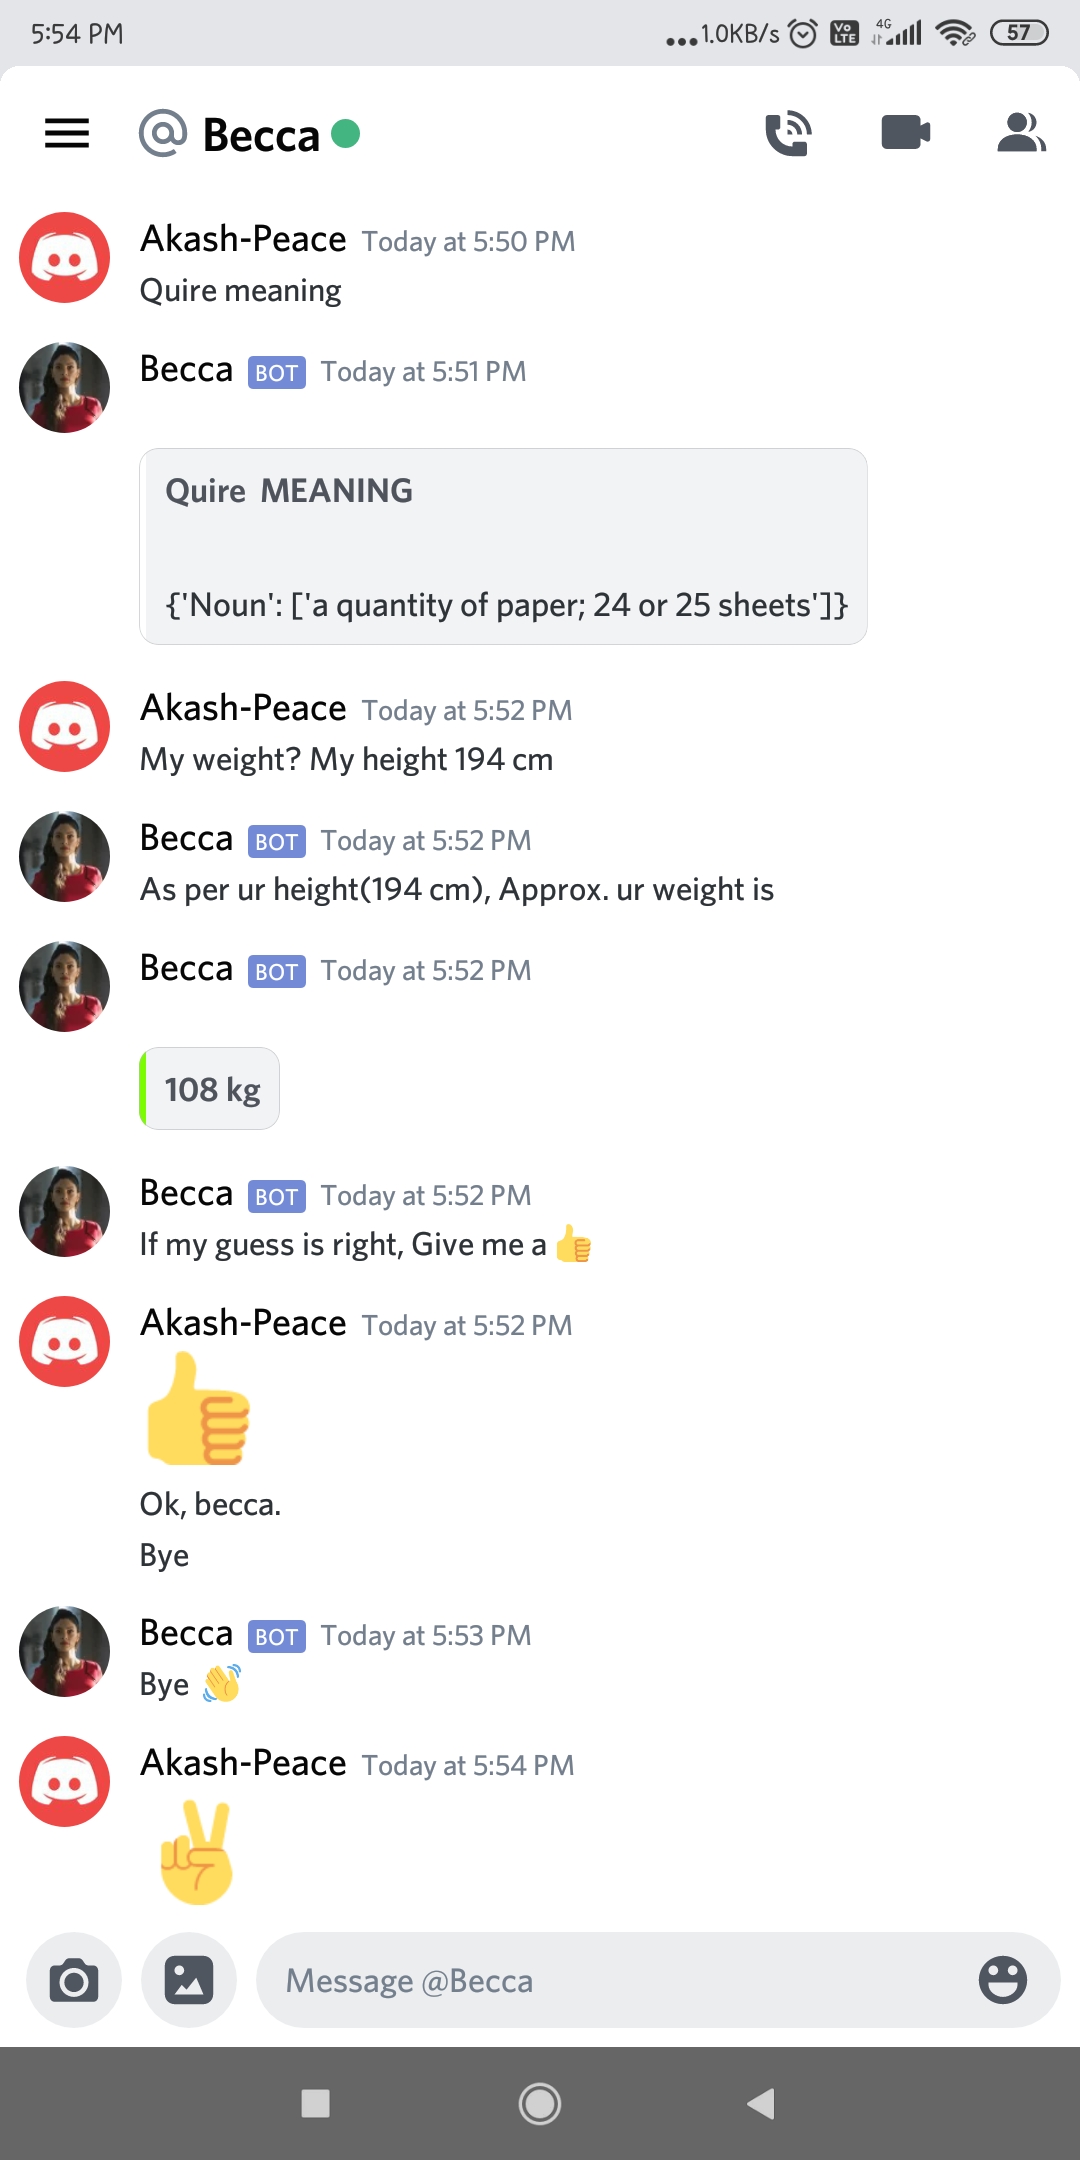 5:54 PM
...1.0KB/s Vo LTE 4G 57
@ Becca
Akash-Peace Today at 5:50 PM
Quire meaning
Becca BOT Today at 5:51 PM
Quire MEANING
{'Noun': ['a quantity of paper; 24 or 25 sheets']}
Akash-Peace Today at 5:52 PM
My weight? My height 194 cm
Becca BOT Today at 5:52 PM
As per ur height(194 cm), Approx. ur weight is
Becca BOT Today at 5:52 PM
108 kg
Becca BOT Today at 5:52 PM
If my guess is right, Give me a 👍
Akash-Peace Today at 5:52 PM
👍
Ok, becca.
Bye
Becca BOT Today at 5:53 PM
Bye 👋
Akash-Peace Today at 5:54 PM
✌
Message @Becca